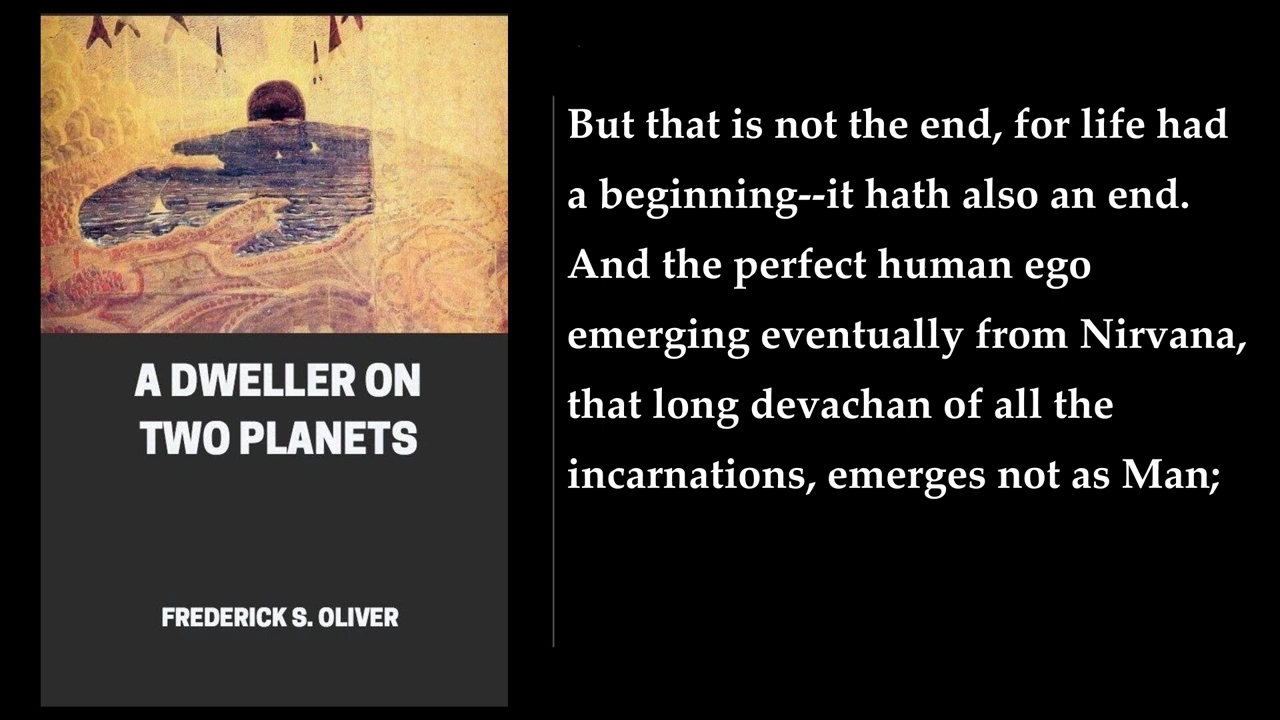 A DWELLER ON
TWO PLANETS
FREDERICK S. OLIVER
But that is not the end, for life had
a beginning--it hath also an end.
And the perfect human ego
emerging eventually from Nirvana,
that long devachan of all the
incarnations, emerges not as Man;